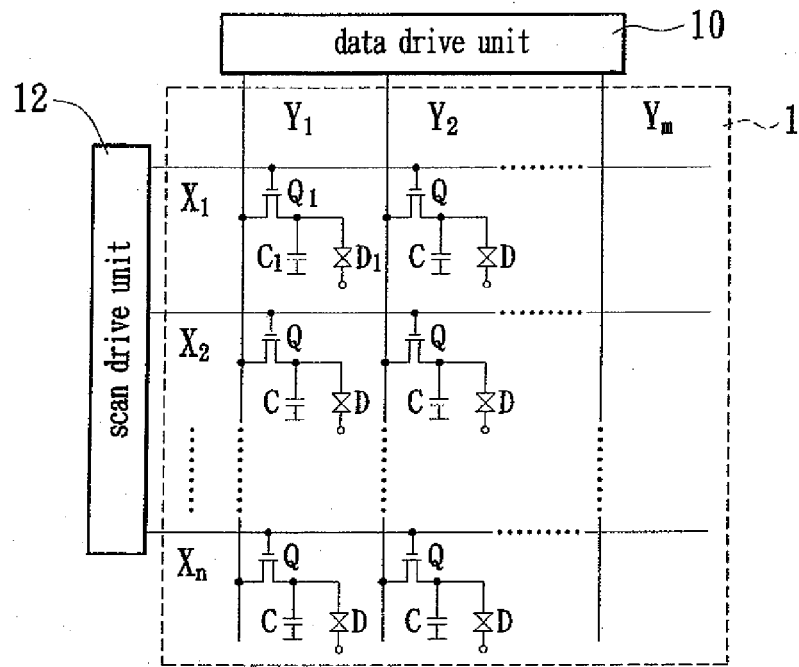 data drive unit
10
12
scan drive unit
1
Y₁ Y₂ Yₘ
X₁ Q₁ Q
C₁ D₁ C D
X₂ Q Q
C D C D
Xₙ Q Q
C D C D